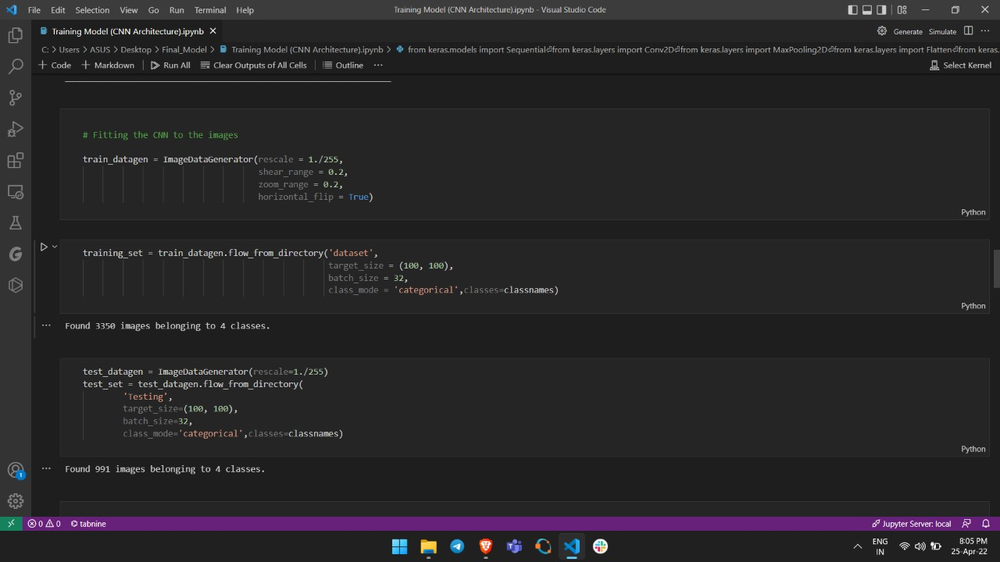 File Edit Selection View Go Run Terminal Help
Training Model (CNN Architecture).ipynb - Visual Studio Code
Training Model (CNN Architecture).ipynb
Generate Simulate
C: > Users > ASUS > Desktop > Final_Model > Training Model (CNN Architecture).ipynb > from keras.models import Sequential⏎from keras.layers import Conv2D⏎from keras.layers import MaxPooling2D⏎from keras.layers import Flatten⏎from keras.
Code Markdown Run All Clear Outputs of All Cells Outline ... Select Kernel
# Fitting the CNN to the images
train_datagen = ImageDataGenerator(rescale = 1./255,
shear_range = 0.2,
zoom_range = 0.2,
horizontal_flip = True)
Python
training_set = train_datagen.flow_from_directory('dataset',
target_size = (100, 100),
batch_size = 32,
class_mode = 'categorical',classes=classnames)
Python
... Found 3350 images belonging to 4 classes.
test_datagen = ImageDataGenerator(rescale=1./255)
test_set = test_datagen.flow_from_directory(
'Testing',
target_size=(100, 100),
batch_size=32,
class_mode='categorical',classes=classnames)
Python
... Found 991 images belonging to 4 classes.
1
0 0 tabnine
Jupyter Server: local
ENG
IN
8:05 PM
25-Apr-22